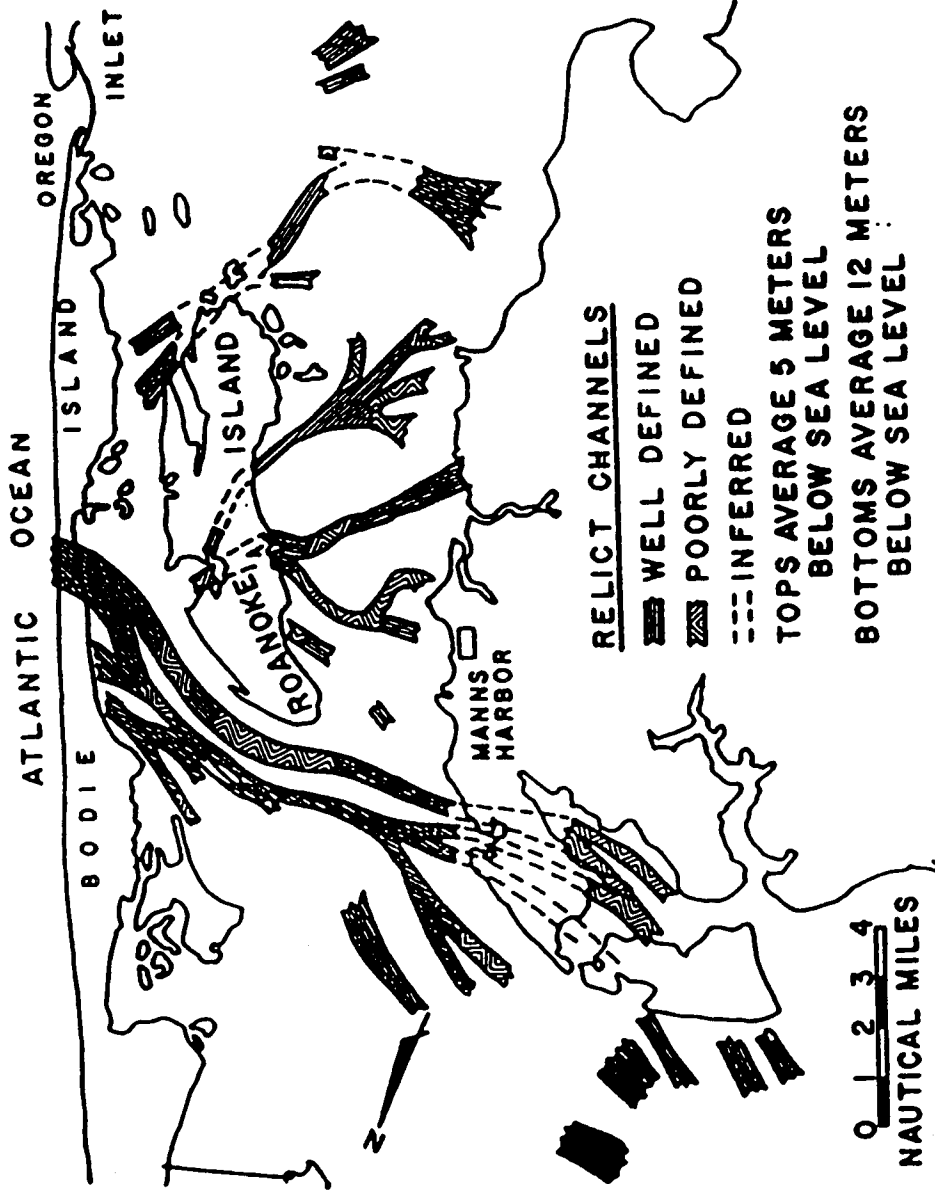 ATLANTIC OCEAN
OREGON
INLET
BODIE ISLAND
ROANOKE ISLAND
MANNS
HARBOR
N
RELICT CHANNELS
WELL DEFINED
POORLY DEFINED
INFERRED
TOPS AVERAGE 5 METERS
BELOW SEA LEVEL
BOTTOMS AVERAGE 12 METERS
BELOW SEA LEVEL
0 1 2 3 4
NAUTICAL MILES